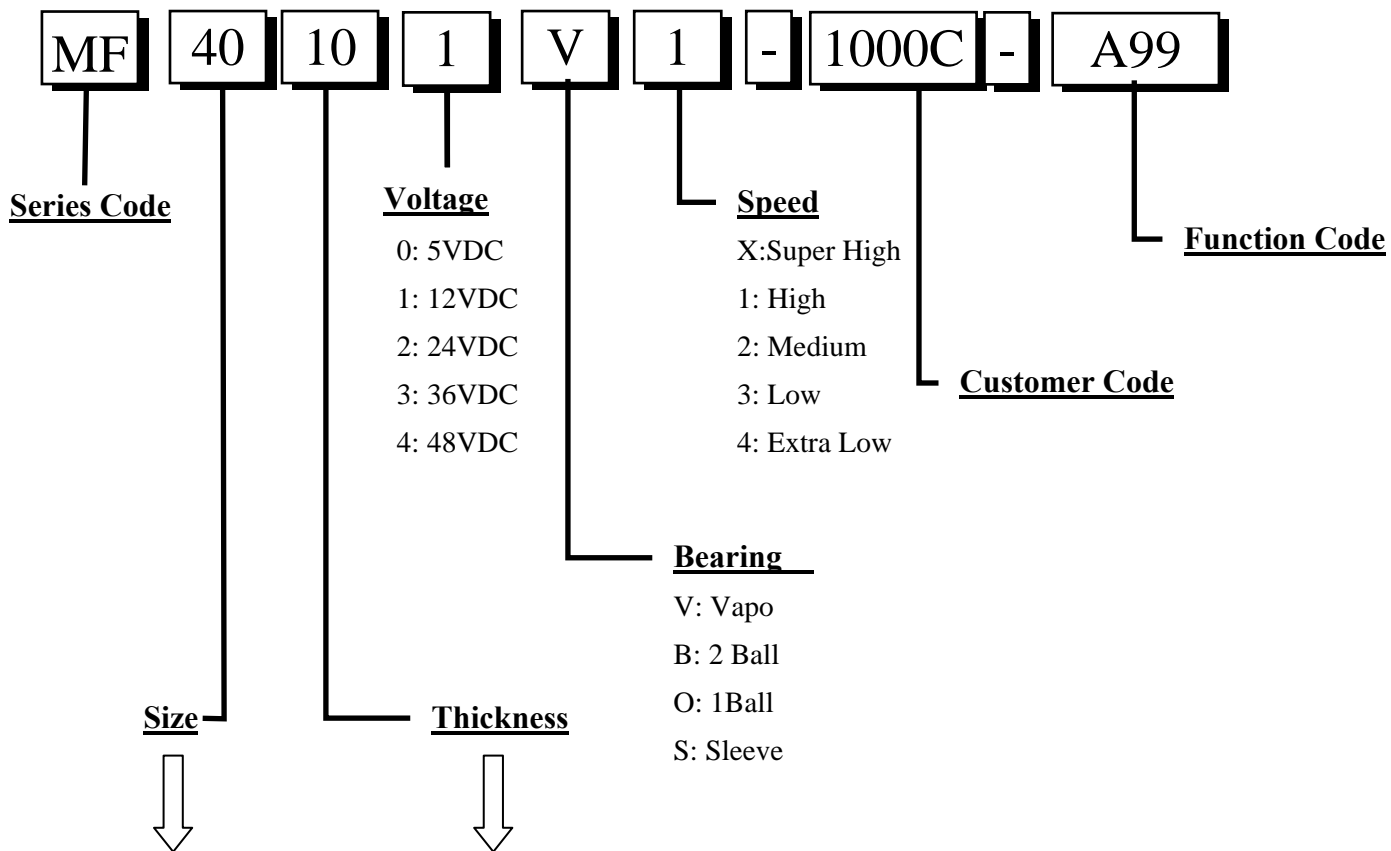 MF 40 10 1 V 1 - 1000C - A99
Series Code
Voltage
0: 5VDC
1: 12VDC
2: 24VDC
3: 36VDC
4: 48VDC
Speed
X:Super High
1: High
2: Medium
3: Low
4: Extra Low
Function Code
Customer Code
Bearing
V: Vapo
B: 2 Ball
O: 1Ball
S: Sleeve
Size
Thickness